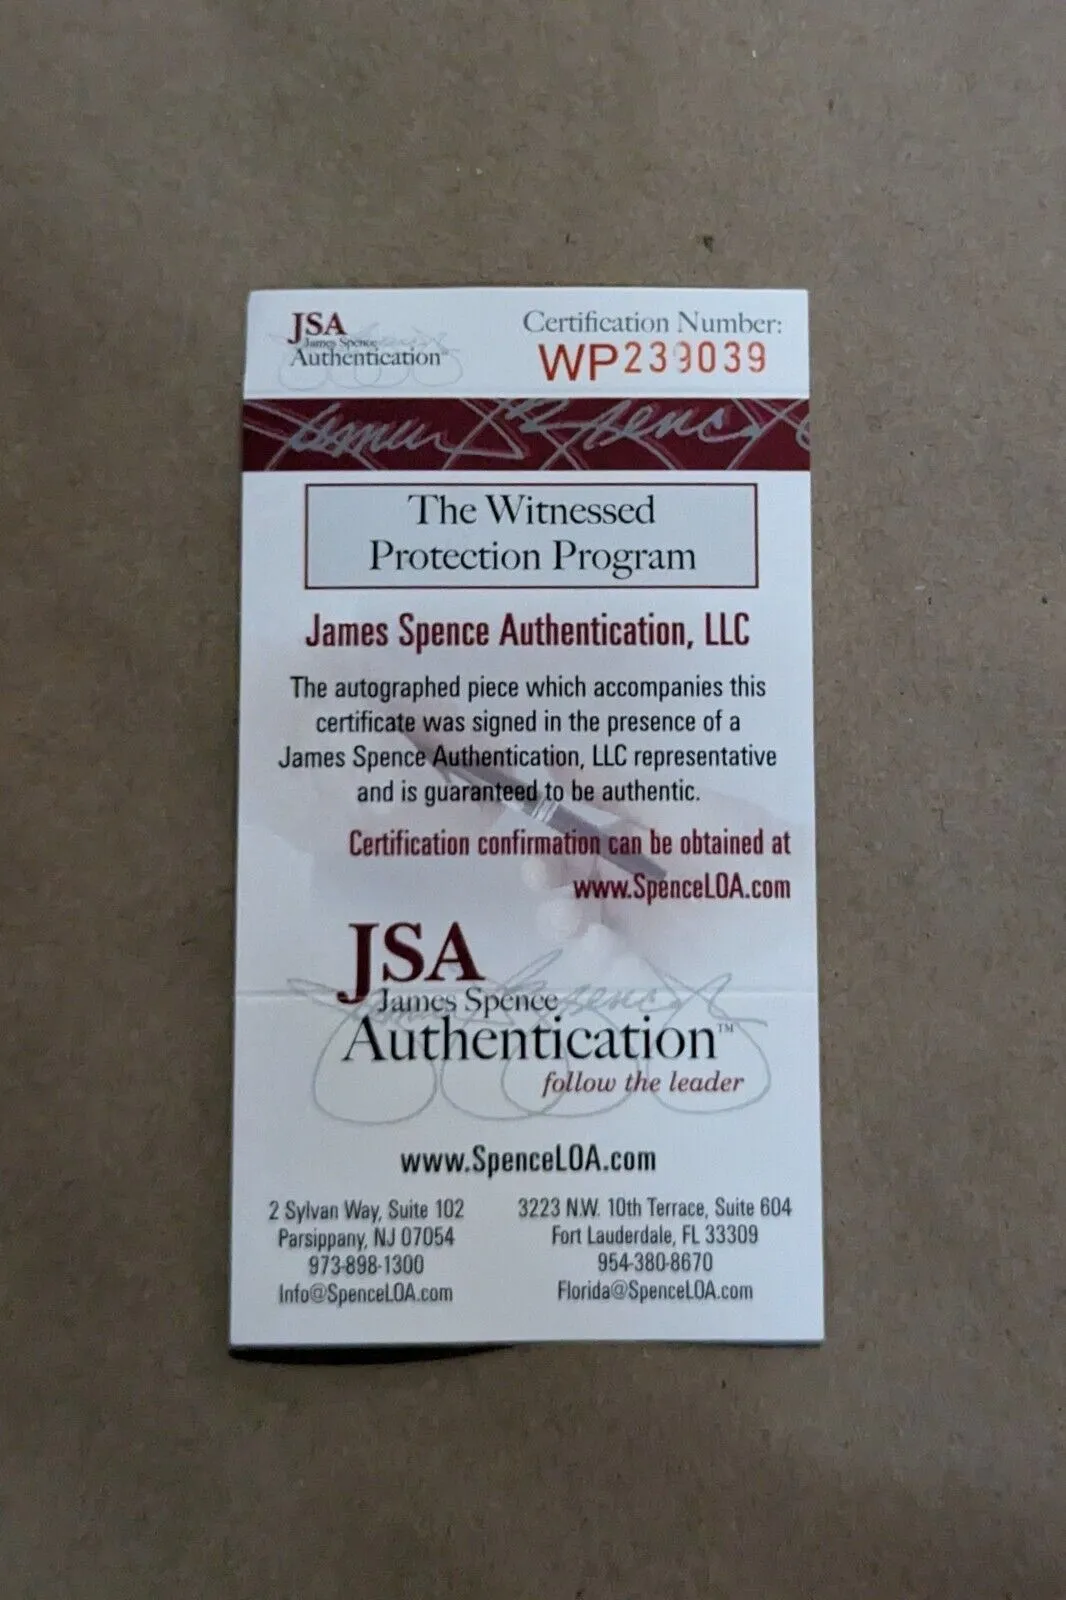 JSA
James Spence
Authentication
Certification Number:
WP239039
James Spence
The Witnessed
Protection Program
James Spence Authentication, LLC
The autographed piece which accompanies this
certificate was signed in the presence of a
James Spence Authentication, LLC representative
and is guaranteed to be authentic.
Certification confirmation can be obtained at
www.SpenceLOA.com
JSA
James Spence
Authentication™
follow the leader
www.SpenceLOA.com
2 Sylvan Way, Suite 102
Parsippany, NJ 07054
973-898-1300
Info@SpenceLOA.com
3223 N.W. 10th Terrace, Suite 604
Fort Lauderdale, FL 33309
954-380-8670
Florida@SpenceLOA.com